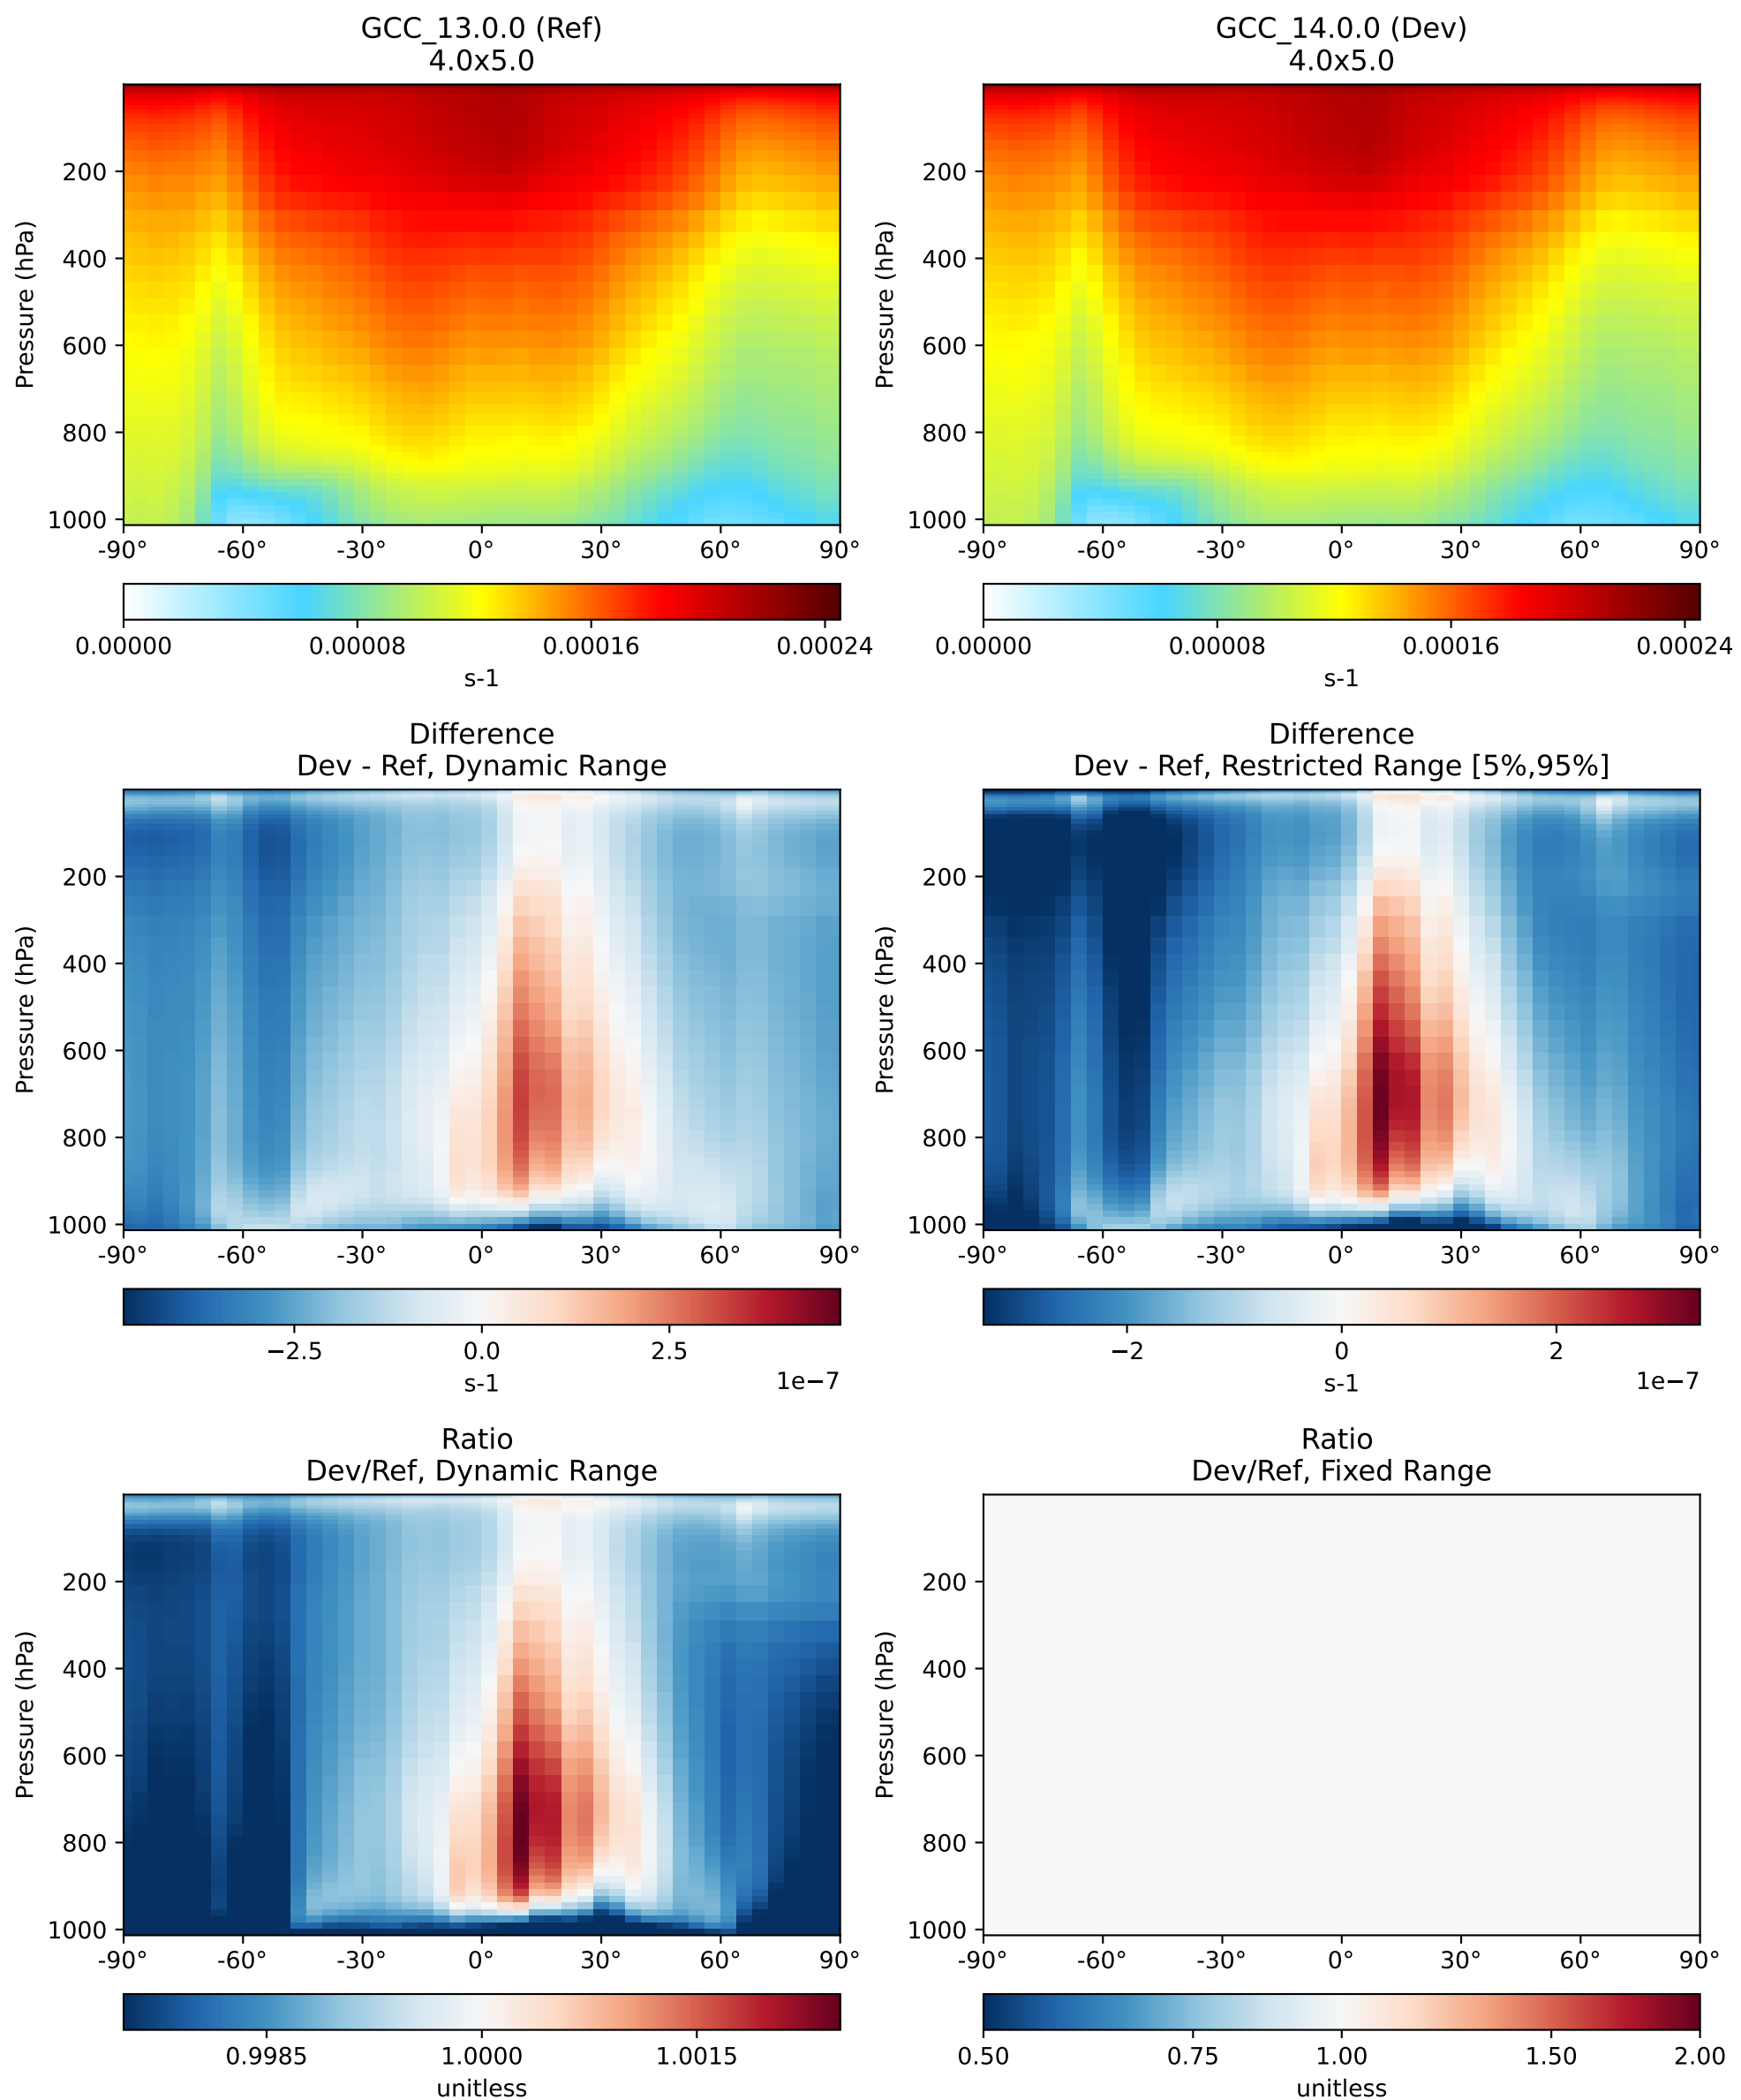 GCC_13.0.0 (Ref)
4.0x5.0
Pressure (hPa)
200
400
600
800
1000
-90° -60° -30° 0° 30° 60° 90°
0.00000 0.00008 0.00016 0.00024
s-1
GCC_14.0.0 (Dev)
4.0x5.0
Pressure (hPa)
200
400
600
800
1000
-90° -60° -30° 0° 30° 60° 90°
0.00000 0.00008 0.00016 0.00024
s-1
Difference
Dev - Ref, Dynamic Range
Pressure (hPa)
200
400
600
800
1000
-90° -60° -30° 0° 30° 60° 90°
−2.5 0.0 2.5
s-1 1e−7
Difference
Dev - Ref, Restricted Range [5%,95%]
Pressure (hPa)
200
400
600
800
1000
-90° -60° -30° 0° 30° 60° 90°
−2 0 2
s-1 1e−7
Ratio
Dev/Ref, Dynamic Range
Pressure (hPa)
200
400
600
800
1000
-90° -60° -30° 0° 30° 60° 90°
0.9985 1.0000 1.0015
unitless
Ratio
Dev/Ref, Fixed Range
Pressure (hPa)
200
400
600
800
1000
-90° -60° -30° 0° 30° 60° 90°
0.50 0.75 1.00 1.50 2.00
unitless